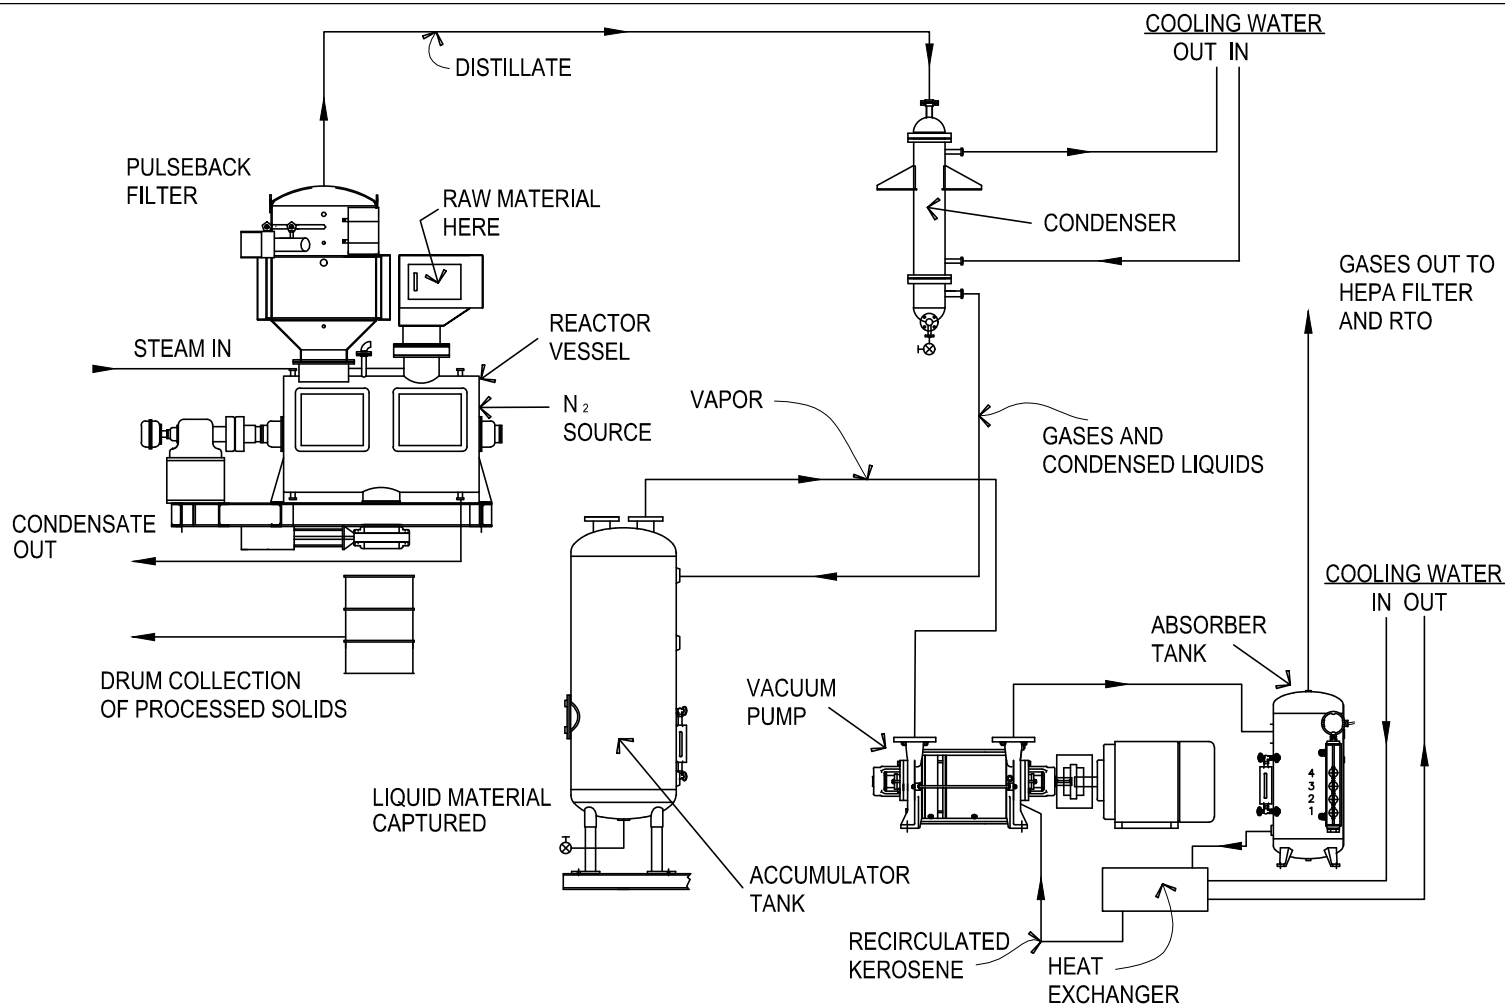 COOLING WATER
OUT IN
DISTILLATE
PULSEBACK
FILTER
RAW MATERIAL
HERE
CONDENSER
GASES OUT TO
HEPA FILTER
AND RTO
STEAM IN
REACTOR
VESSEL
N2
SOURCE
VAPOR
GASES AND
CONDENSED LIQUIDS
CONDENSATE
OUT
COOLING WATER
IN OUT
ABSORBER
TANK
DRUM COLLECTION
OF PROCESSED SOLIDS
VACUUM
PUMP
4
3
2
1
LIQUID MATERIAL
CAPTURED
ACCUMULATOR
TANK
RECIRCULATED
KEROSENE
HEAT
EXCHANGER